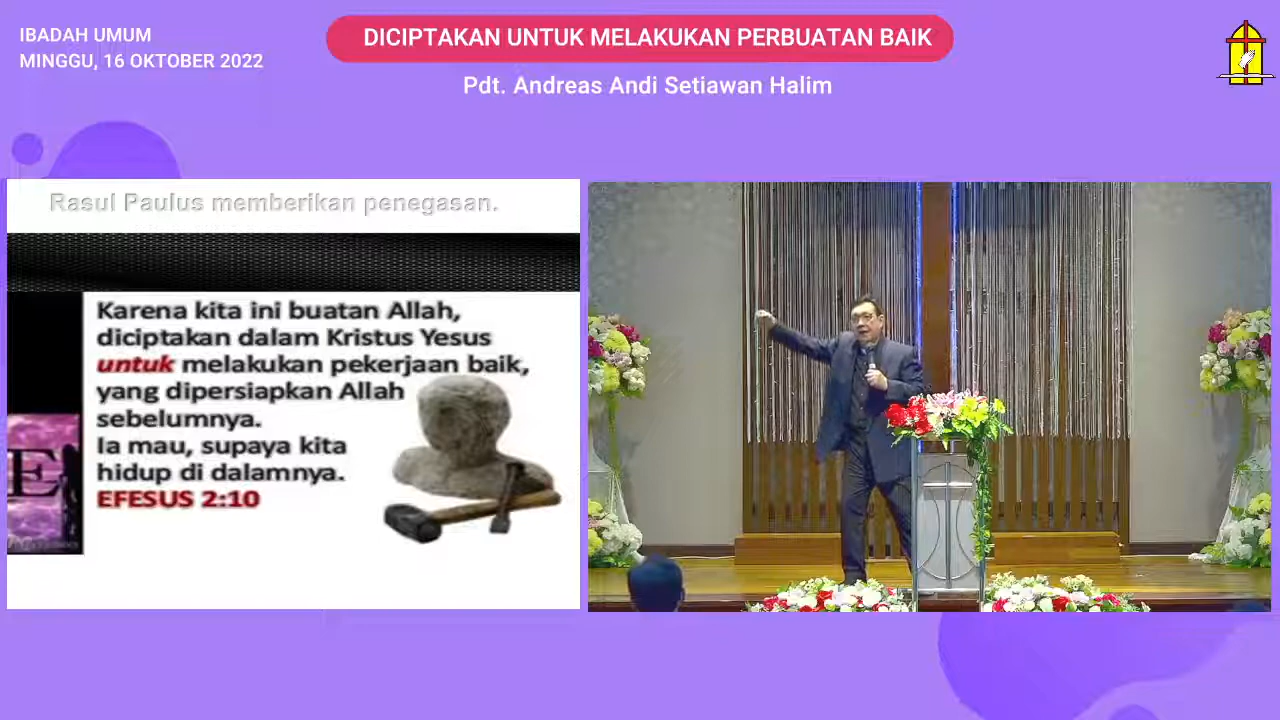 IBADAH UMUM
MINGGU, 16 OKTOBER 2022
DICIPTAKAN UNTUK MELAKUKAN PERBUATAN BAIK
Pdt. Andreas Andi Setiawan Halim
Rasul Paulus memberikan penegasan.
Karena kita ini buatan Allah,
diciptakan dalam Kristus Yesus
untuk melakukan pekerjaan baik,
yang dipersiapkan Allah
sebelumnya.
Ia mau, supaya kita
hidup di dalamnya.
EFESUS 2:10
E